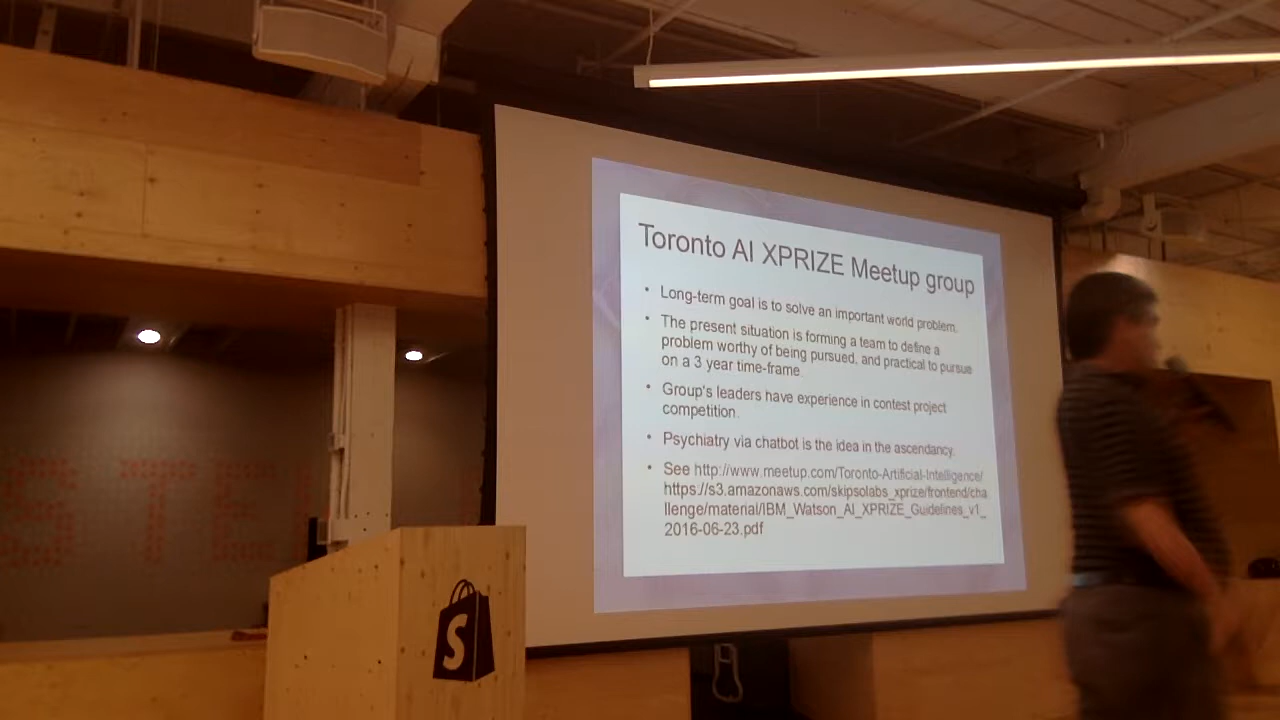 Toronto AI XPRIZE Meetup group
• Long-term goal is to solve an important world problem.
• The present situation is forming a team to define a
problem worthy of being pursued, and practical to pursue
on a 3 year time-frame.
• Group's leaders have experience in contest project
competition.
• Psychiatry via chatbot is the idea in the ascendancy.
• See http://www.meetup.com/Toronto-Artificial-Intelligence/
https://s3.amazonaws.com/skipsolabs_xprize/frontend/cha
llenge/material/IBM_Watson_AI_XPRIZE_Guidelines_v1_
2016-06-23.pdf
STE
S